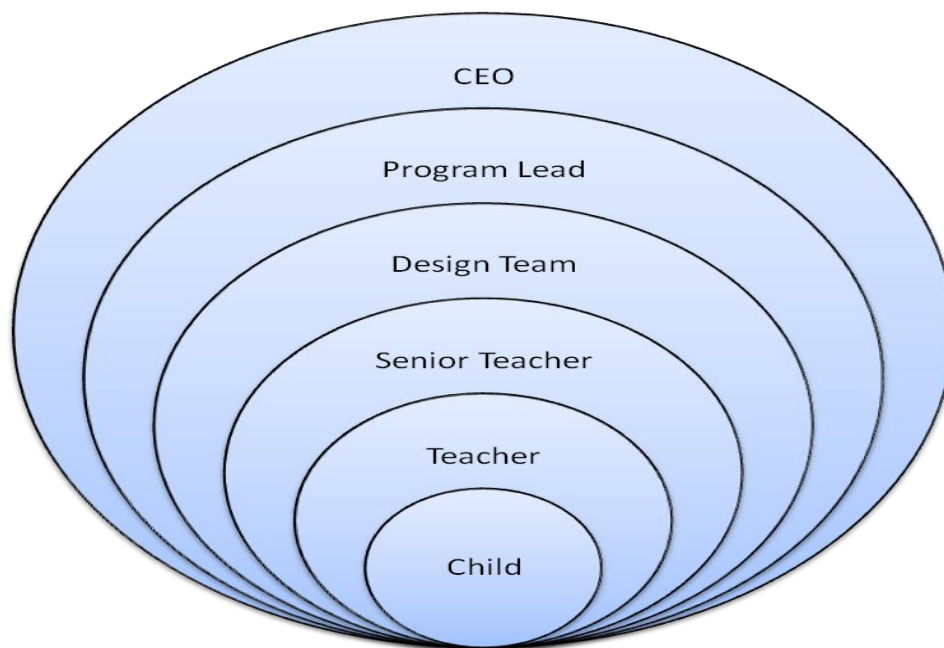 CEO
Program Lead
Design Team
Senior Teacher
Teacher
Child